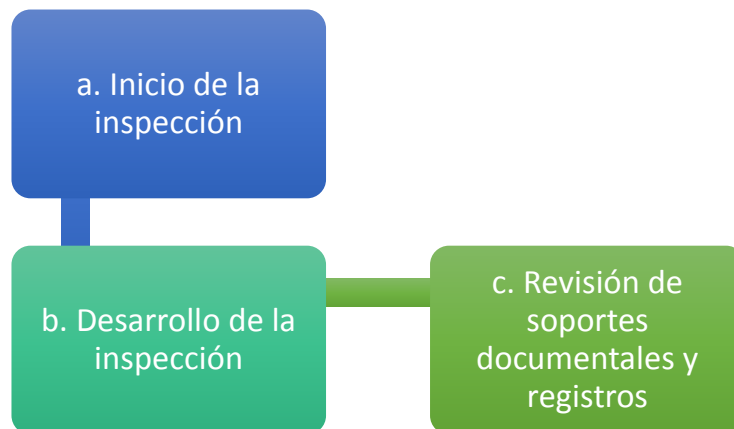 a. Inicio de la
inspección
b. Desarrollo de la
inspección
c. Revisión de
soportes
documentales y
registros